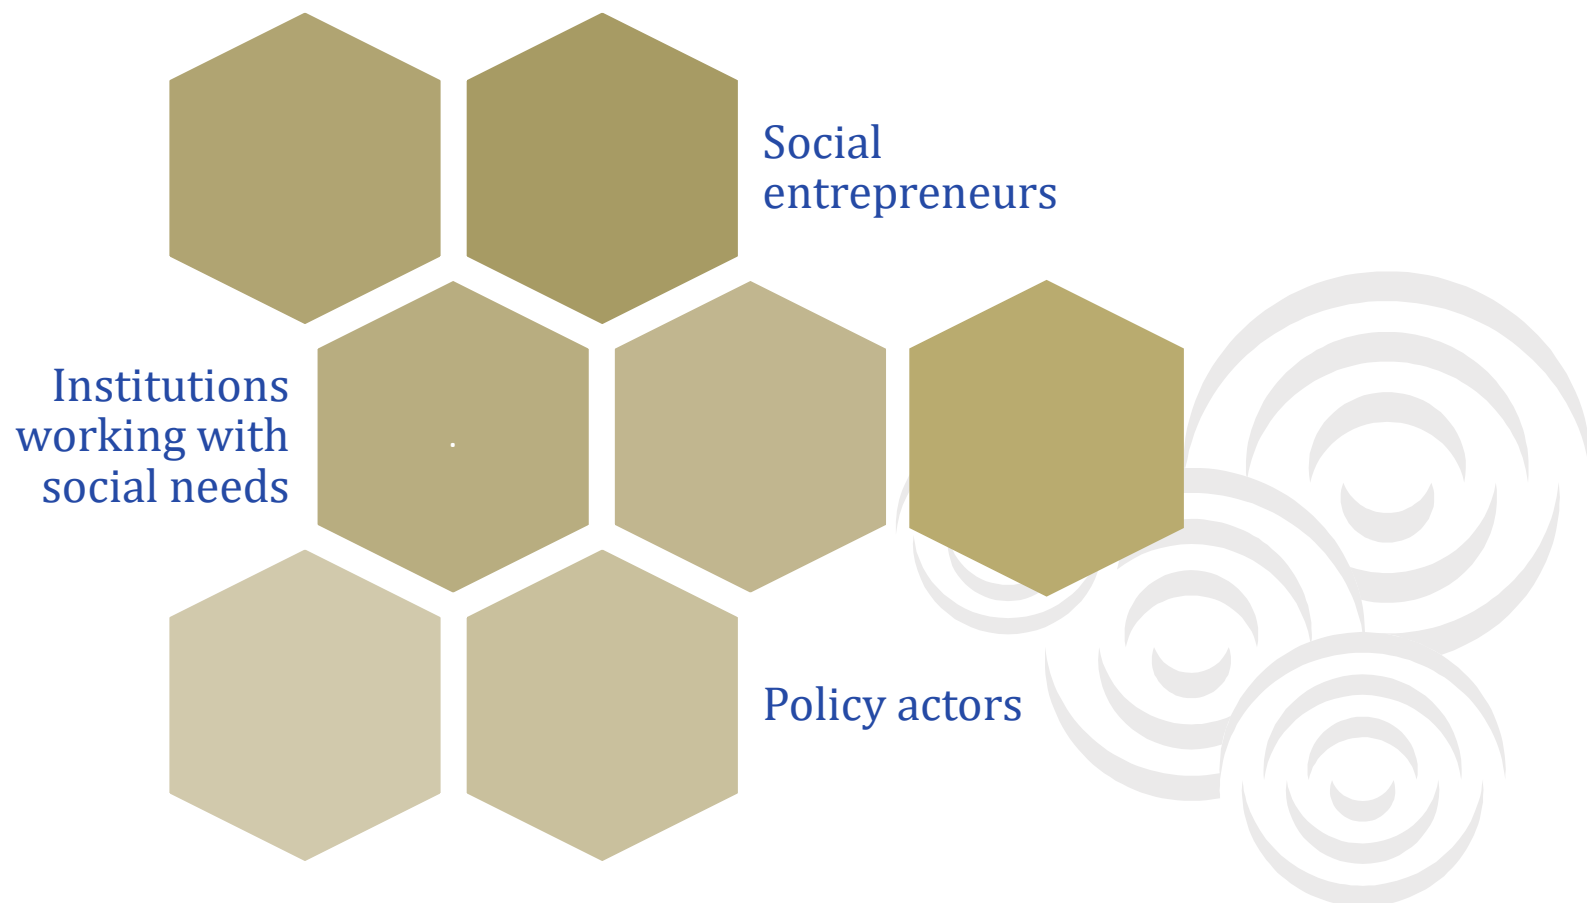 Social
entrepreneurs
Institutions
working with
social needs
.
Policy actors